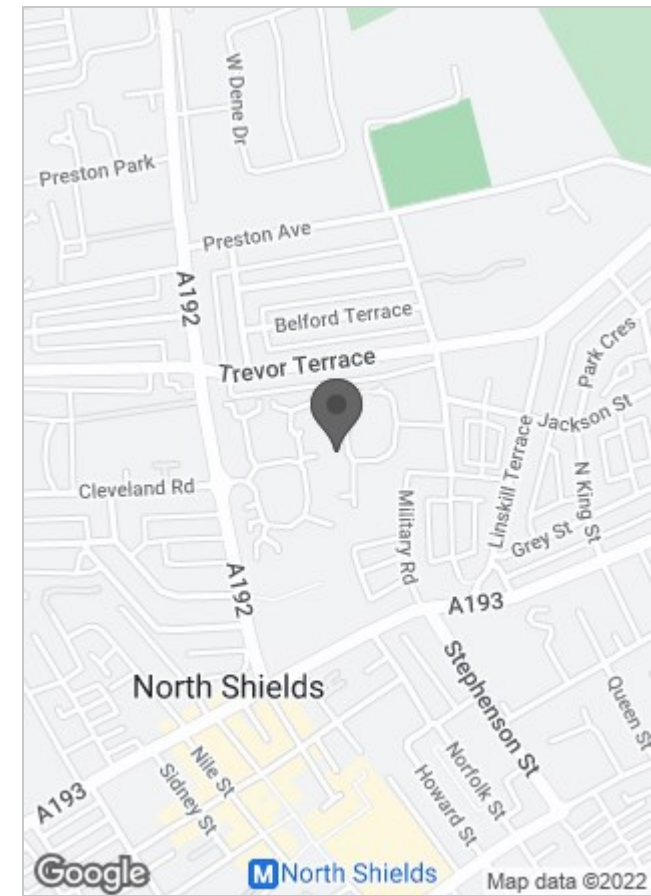 W Dene Dr
Preston Park
Preston Ave
A192
Belford Terrace
Trevor Terrace
Park Cres
Jackson St
Linskill Terrace
N King St
Cleveland Rd
Military Rd
Grey St
A192
A193
North Shields
Stephenson St
Queen St
Nile St
Sidney St
Norfolk St
Howard St
A193
Google
M North Shields
Map data ©2022